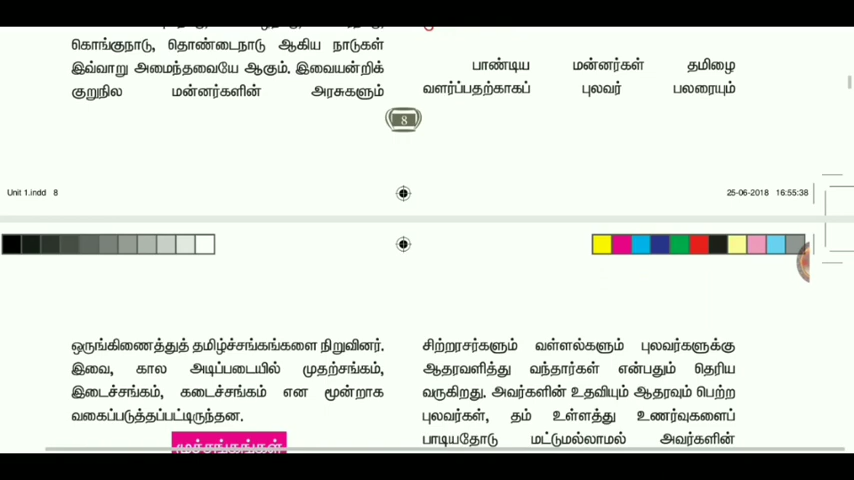 கொங்குநாடு, தொண்டைநாடு ஆகிய நாடுகள்
இவ்வாறு அமைந்தவையே ஆகும். இவையன்றிக்
குறுநில மன்னர்களின் அரசுகளும்
பாண்டிய மன்னர்கள் தமிழை
வளர்ப்பதற்காகப் புலவர் பலரையும்
8
Unit 1.indd 8
25-06-2018 16:55:38
ஒருங்கிணைத்துத் தமிழ்ச்சங்கங்களை நிறுவினர்.
இவை, கால அடிப்படையில் முதற்சங்கம்,
இடைச்சங்கம், கடைச்சங்கம் என மூன்றாக
வகைப்படுத்தப்பட்டிருந்தன.
முச்சங்கங்கள்
சிற்றரசர்களும் வள்ளல்களும் புலவர்களுக்கு
ஆதரவளித்து வந்தார்கள் என்பதும் தெரிய
வருகிறது. அவர்களின் உதவியும் ஆதரவும் பெற்ற
புலவர்கள், தம் உள்ளத்து உணர்வுகளைப்
பாடியதோடு மட்டுமல்லாமல் அவர்களின்